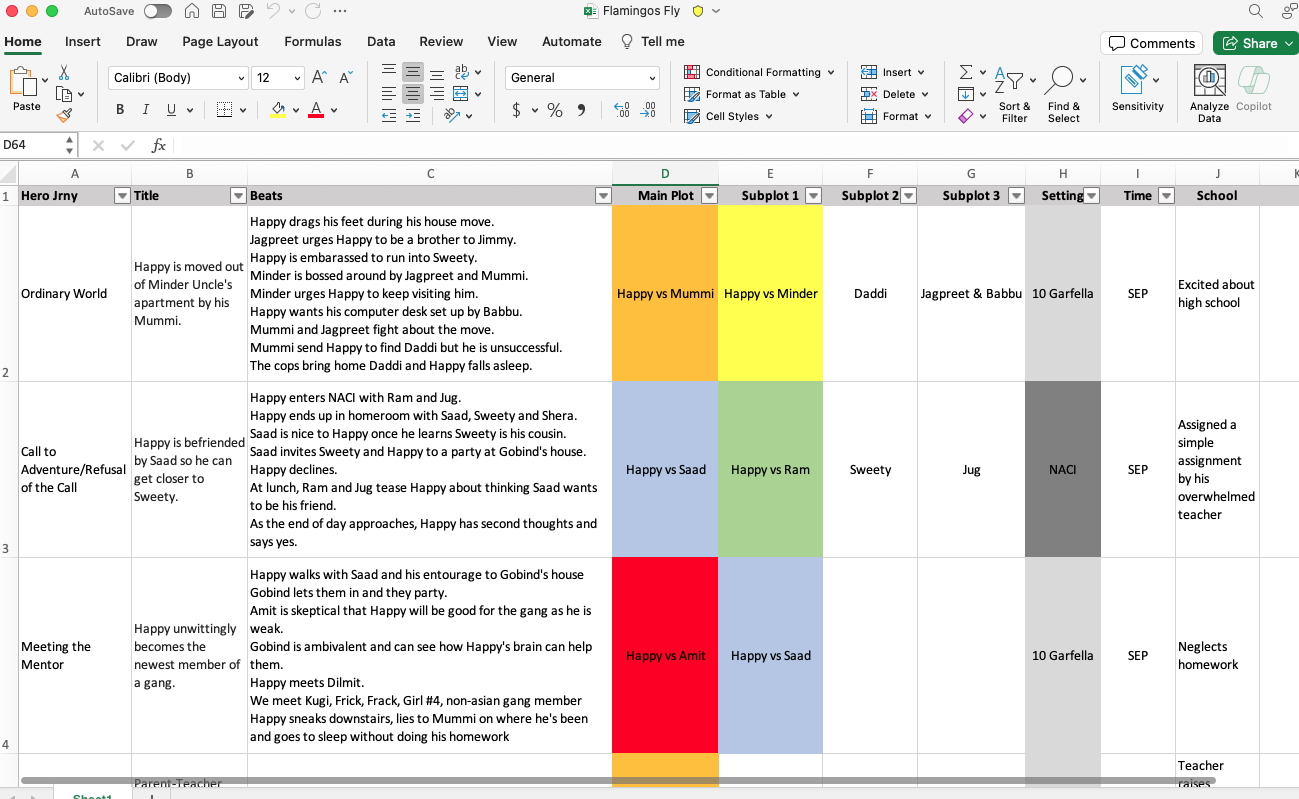 AutoSave
Flamingos Fly
Home Insert Draw Page Layout Formulas Data Review View Automate Tell me
Comments Share
Paste
Calibri (Body) 12
B I U
ab
General
$ % 9
Conditional Formatting
Format as Table
Cell Styles
Insert
Delete
Format
Sort &
Filter
Find &
Select
Sensitivity
Analyze
Data
Copilot
D64 fx
A B C D E F G H I J K
1 Hero Jrny Title Beats Main Plot Subplot 1 Subplot 2 Subplot 3 Setting Time School
2
Ordinary World
Happy is moved out
of Minder Uncle's
apartment by his
Mummi.
Happy drags his feet during his house move.
Jagpreet urges Happy to be a brother to Jimmy.
Happy is embarassed to run into Sweety.
Minder is bossed around by Jagpreet and Mummi.
Minder urges Happy to keep visiting him.
Happy wants his computer desk set up by Babbu.
Mummi and Jagpreet fight about the move.
Mummi send Happy to find Daddi but he is unsuccessful.
The cops bring home Daddi and Happy falls asleep.
Happy vs Mummi
Happy vs Minder
Daddi
Jagpreet & Babbu
10 Garfella
SEP
Excited about
high school
3
Call to
Adventure/Refusal
of the Call
Happy is befriended
by Saad so he can
get closer to
Sweety.
Happy enters NACI with Ram and Jug.
Happy ends up in homeroom with Saad, Sweety and Shera.
Saad is nice to Happy once he learns Sweety is his cousin.
Saad invites Sweety and Happy to a party at Gobind's house.
Happy declines.
At lunch, Ram and Jug tease Happy about thinking Saad wants
to be his friend.
As the end of day approaches, Happy has second thoughts and
says yes.
Happy vs Saad
Happy vs Ram
Sweety
Jug
NACI
SEP
Assigned a
simple
assignment
by his
overwhelmed
teacher
4
Meeting the
Mentor
Happy unwittingly
becomes the
newest member of
a gang.
Happy walks with Saad and his entourage to Gobind's house
Gobind lets them in and they party.
Amit is skeptical that Happy will be good for the gang as he is
weak.
Gobind is ambivalent and can see how Happy's brain can help
them.
Happy meets Dilmit.
We meet Kugi, Frick, Frack, Girl #4, non-asian gang member
Happy sneaks downstairs, lies to Mummi on where he's been
and goes to sleep without doing his homework
Happy vs Amit
Happy vs Saad
10 Garfella
SEP
Neglects
homework
Parent-Teacher
Teacher
raises
Sheet1